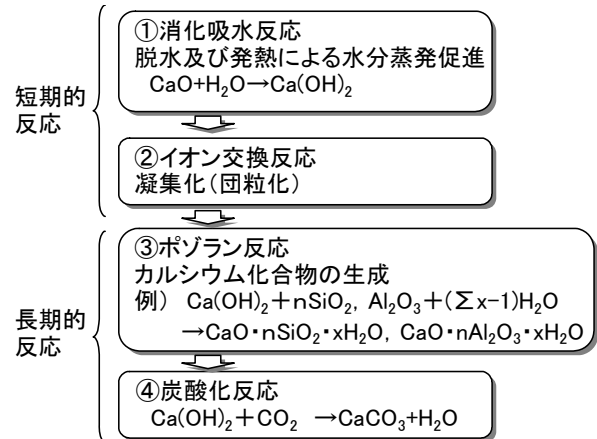 短期的
反応
①消化吸水反応
脱水及び発熱による水分蒸発促進
CaO+H₂O→Ca(OH)₂
②イオン交換反応
凝集化(団粒化)
長期的
反応
③ポゾラン反応
カルシウム化合物の生成
例) Ca(OH)₂+nSiO₂, Al₂O₃+(∑x-1)H₂O
→CaO・nSiO₂・xH₂O, CaO・nAl₂O₃・xH₂O
④炭酸化反応
Ca(OH)₂+CO₂ →CaCO₃+H₂O